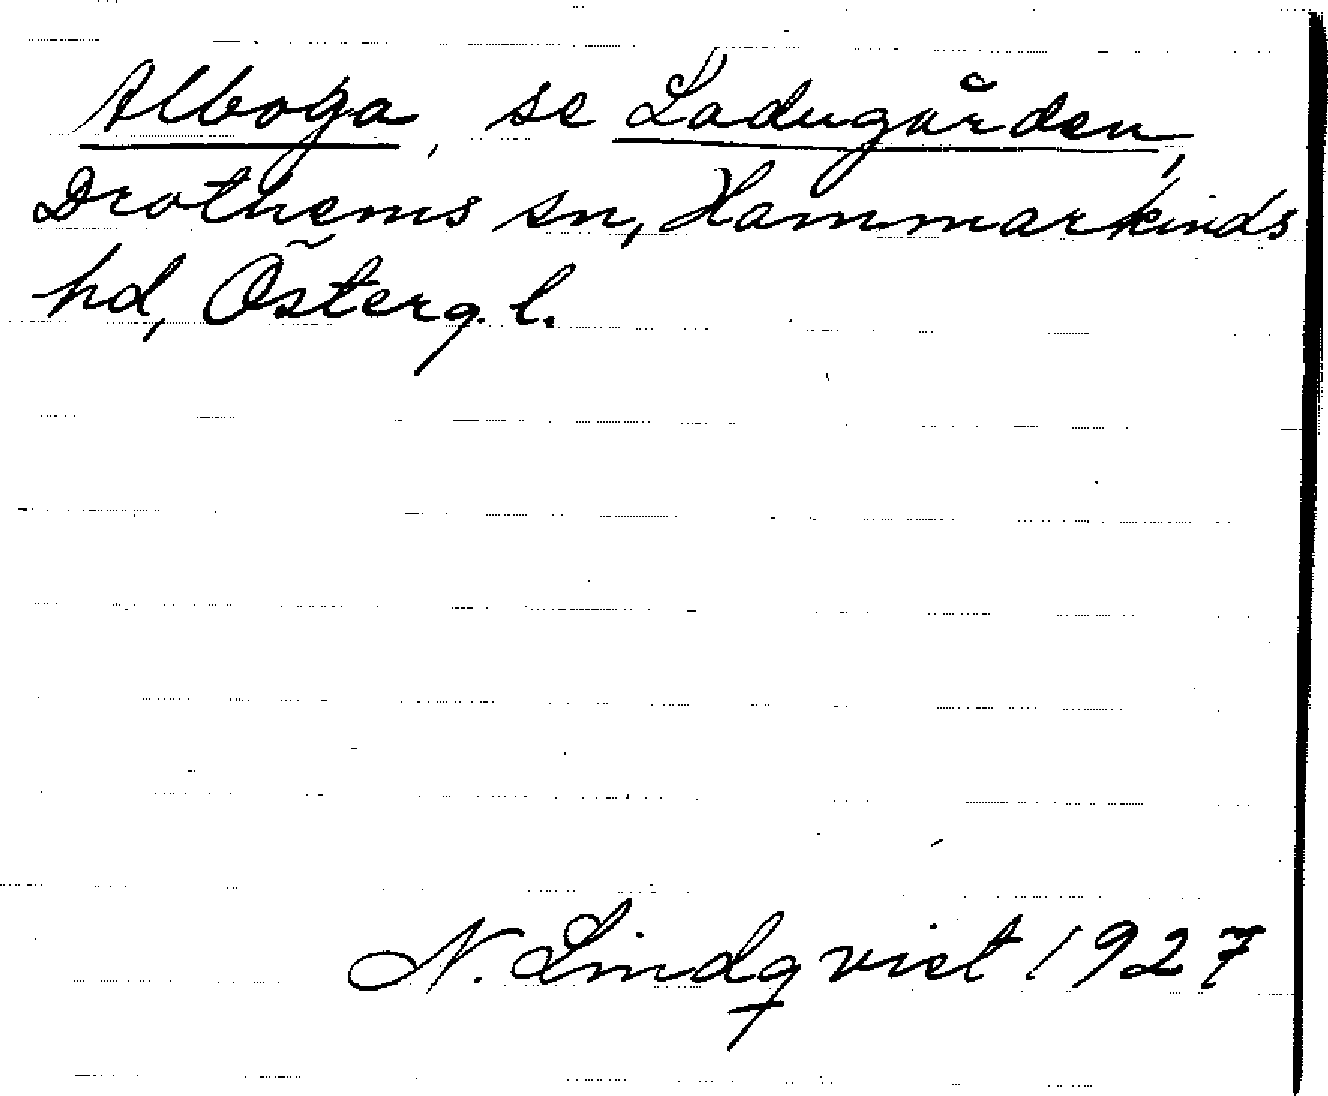 Alboga, se Ladugården,
Drothems sn, Hammarkinds
hd, Österg. l.
N. Lindqvist 1927